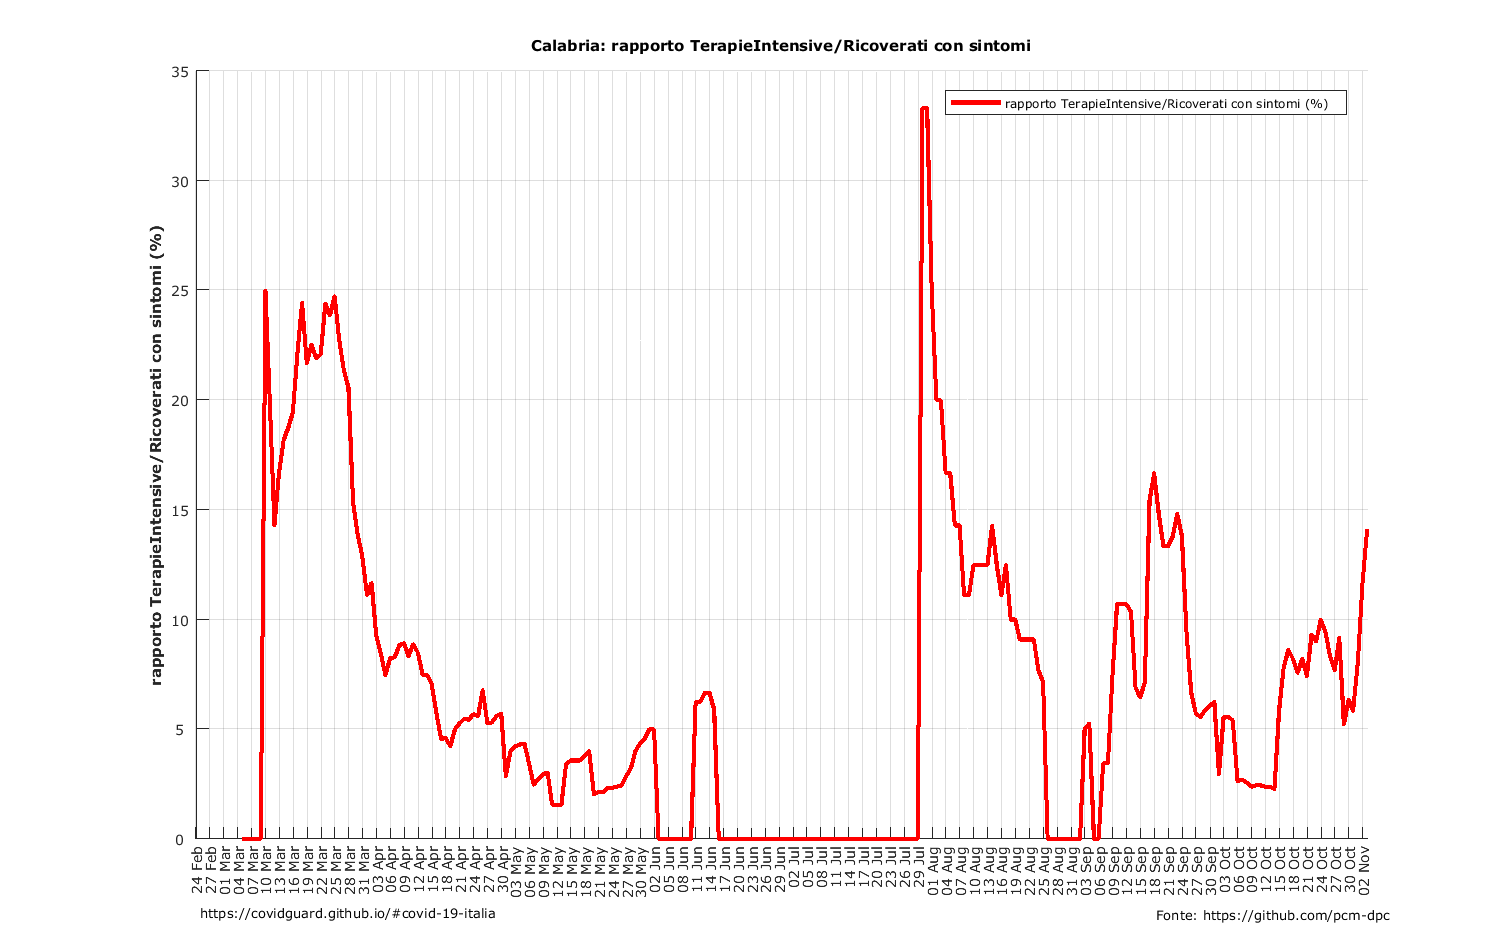 Calabria: rapporto TerapieIntensive/Ricoverati con sintomi
rapporto TerapieIntensive/Ricoverati con sintomi (%)
rapporto TerapieIntensive/Ricoverati con sintomi (%)
35
30
25
20
15
10
5
0
24 Feb
27 Feb
01 Mar
04 Mar
07 Mar
10 Mar
13 Mar
16 Mar
19 Mar
22 Mar
25 Mar
28 Mar
31 Mar
03 Apr
06 Apr
09 Apr
12 Apr
15 Apr
18 Apr
21 Apr
24 Apr
27 Apr
30 Apr
03 May
06 May
09 May
12 May
15 May
18 May
21 May
24 May
27 May
30 May
02 Jun
05 Jun
08 Jun
11 Jun
14 Jun
17 Jun
20 Jun
23 Jun
26 Jun
29 Jun
02 Jul
05 Jul
08 Jul
11 Jul
14 Jul
17 Jul
20 Jul
23 Jul
26 Jul
29 Jul
01 Aug
04 Aug
07 Aug
10 Aug
13 Aug
16 Aug
19 Aug
22 Aug
25 Aug
28 Aug
31 Aug
03 Sep
06 Sep
09 Sep
12 Sep
15 Sep
18 Sep
21 Sep
24 Sep
27 Sep
30 Sep
03 Oct
06 Oct
09 Oct
12 Oct
15 Oct
18 Oct
21 Oct
24 Oct
27 Oct
30 Oct
02 Nov
https://covidguard.github.io/#covid-19-italia
Fonte: https://github.com/pcm-dpc